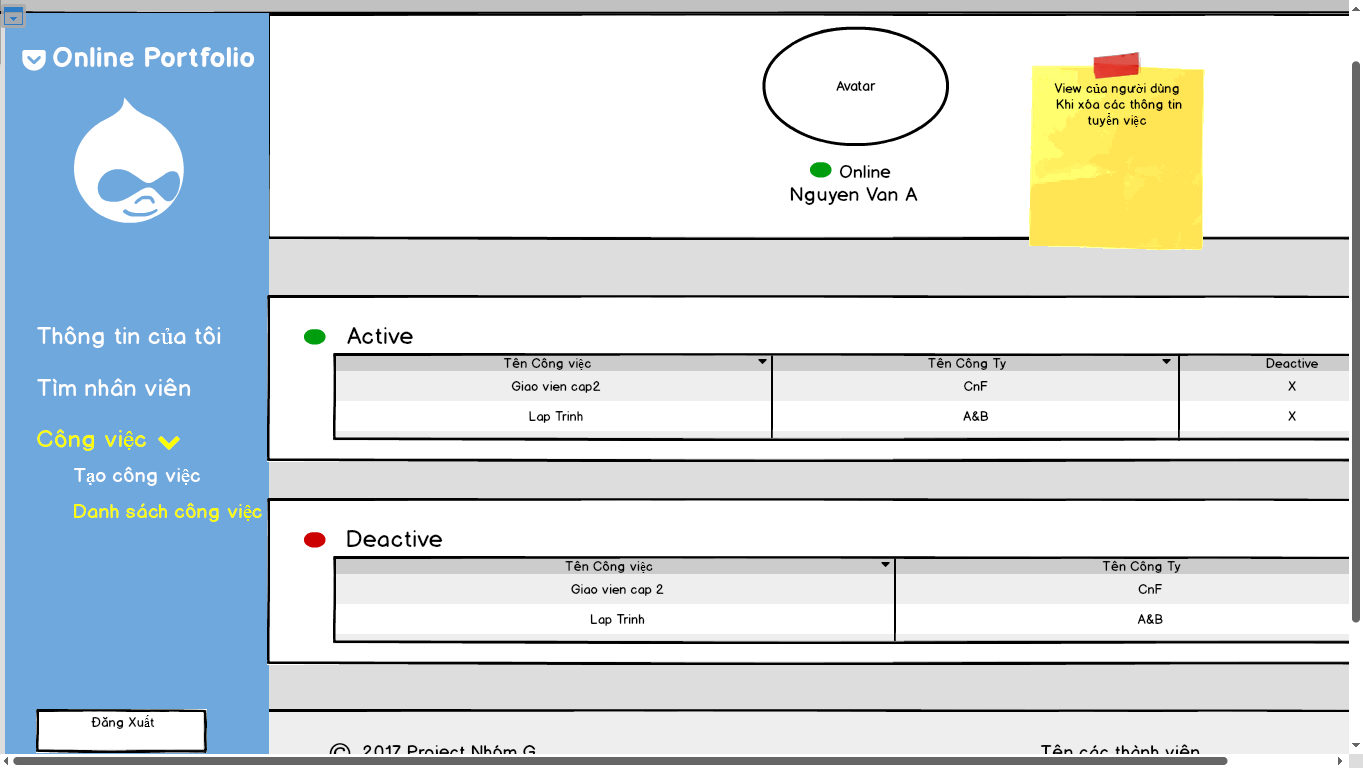 Online Portfolio
Avatar
Online
Nguyen Van A
View của người dùng
Khi xóa các thông tin
tuyển việc
Thông tin của tôi
Tìm nhân viên
Công việc
Tạo công việc
Danh sách công việc
Đăng Xuất
Active
Tên Công việc Tên Công Ty Deactive
Giao vien cap2 CnF X
Lap Trinh A&B X
Deactive
Tên Công việc Tên Công Ty
Giao vien cap 2 CnF
Lap Trinh A&B
© 2017 Project Nhóm G Tên các thành viên